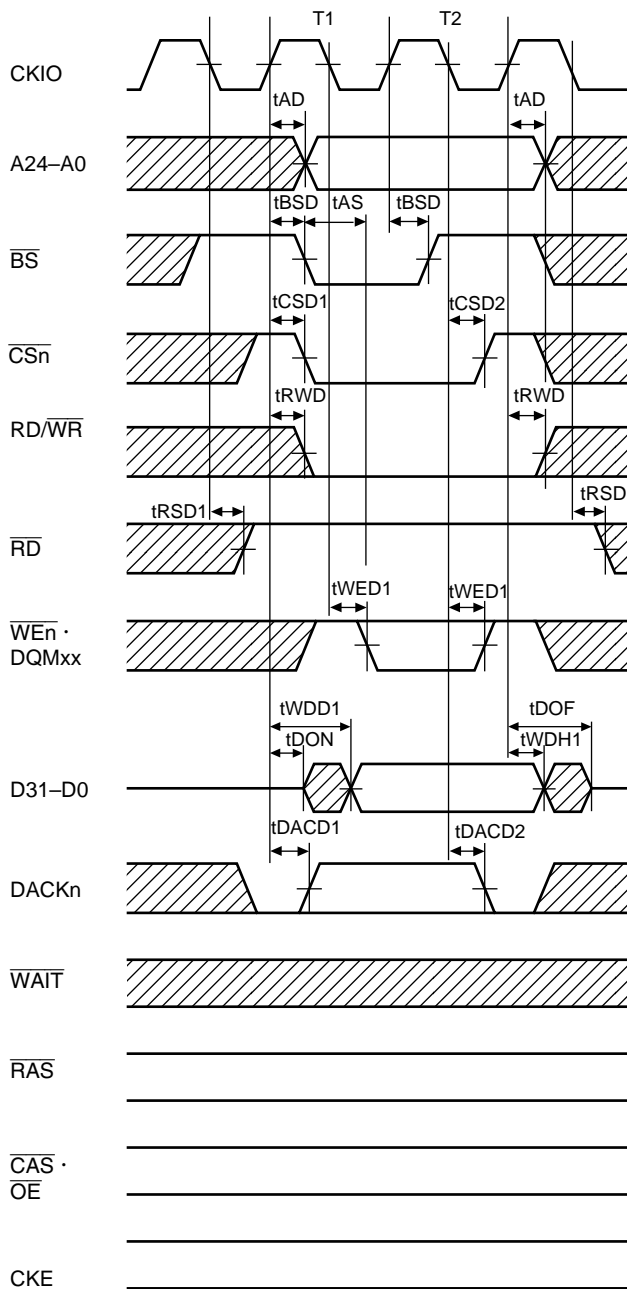 T1 T2
CKIO
tAD tAD
A24–A0
tBSD tAS tBSD
BS
tCSD1 tCSD2
CSn
tRWD tRWD
RD/WR
tRSD1 tRSD
RD
tWED1 tWED1
WEn ·
DQMxx
tWDD1 tDOF
tDON tWDH1
D31–D0
tDACD1 tDACD2
DACKn
WAIT
RAS
CAS ·
OE
CKE